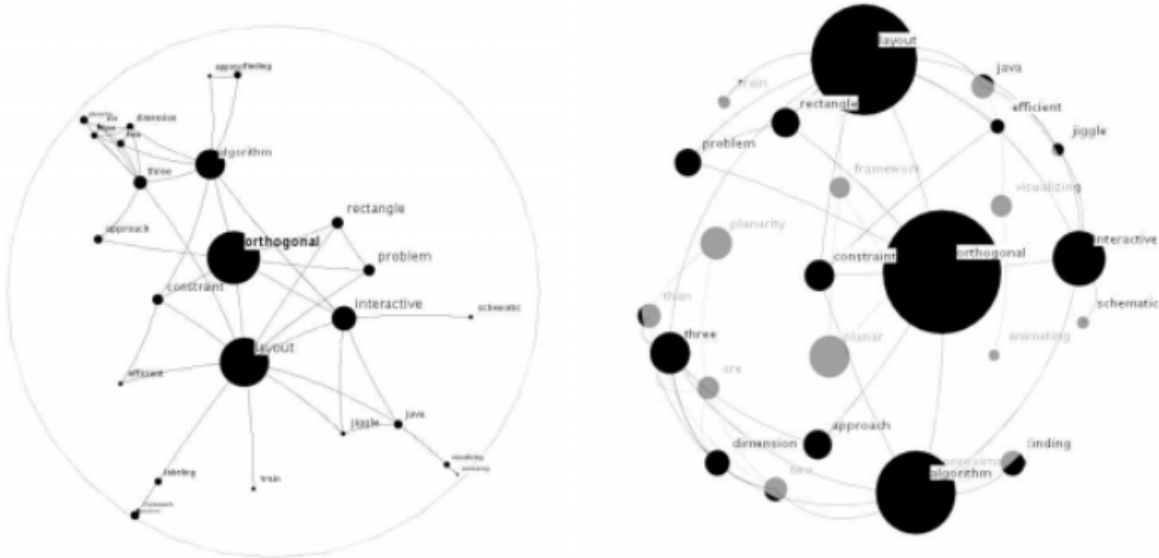 dimension
three
algorithm
approach
rectangle
orthogonal
problem
constraint
interactive
schematic
layout
efficient
jiggle
java
labeling
train
layout
java
train
rectangle
efficient
jiggle
problem
framework
visualizing
planarity
interactive
constraint
orthogonal
schematic
than
three
planar
animating
are
approach
dimension
finding
algorithm
two